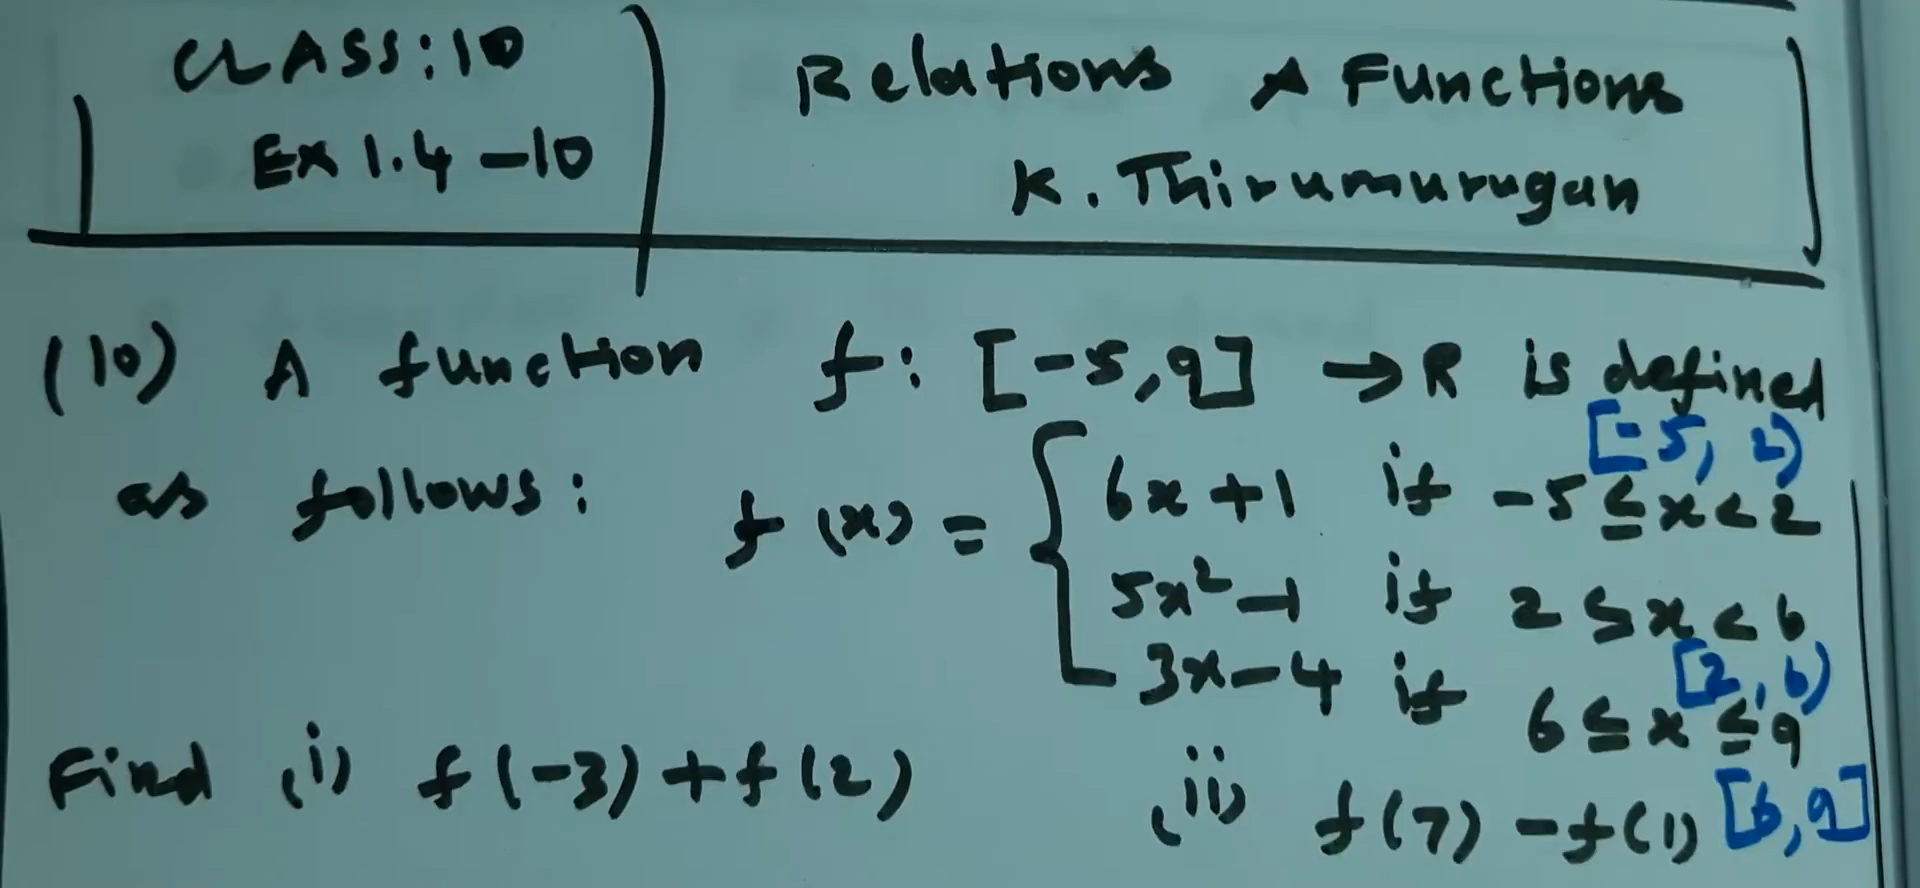 CLASS: 10
Ex 1.4 - 10
Relations & Functions
K. Thirumurugan
(10) A function f: [-5,9] → R is defined
[-5, 2)
as follows: f(x) = { 6x+1 if -5 ≤ x < 2
5x²-1 if 2 ≤ x < 6
[2, 6)
3x-4 if 6 ≤ x ≤ 9
Find (i) f(-3) + f(2) (ii) f(7) - f(1) [6,9]